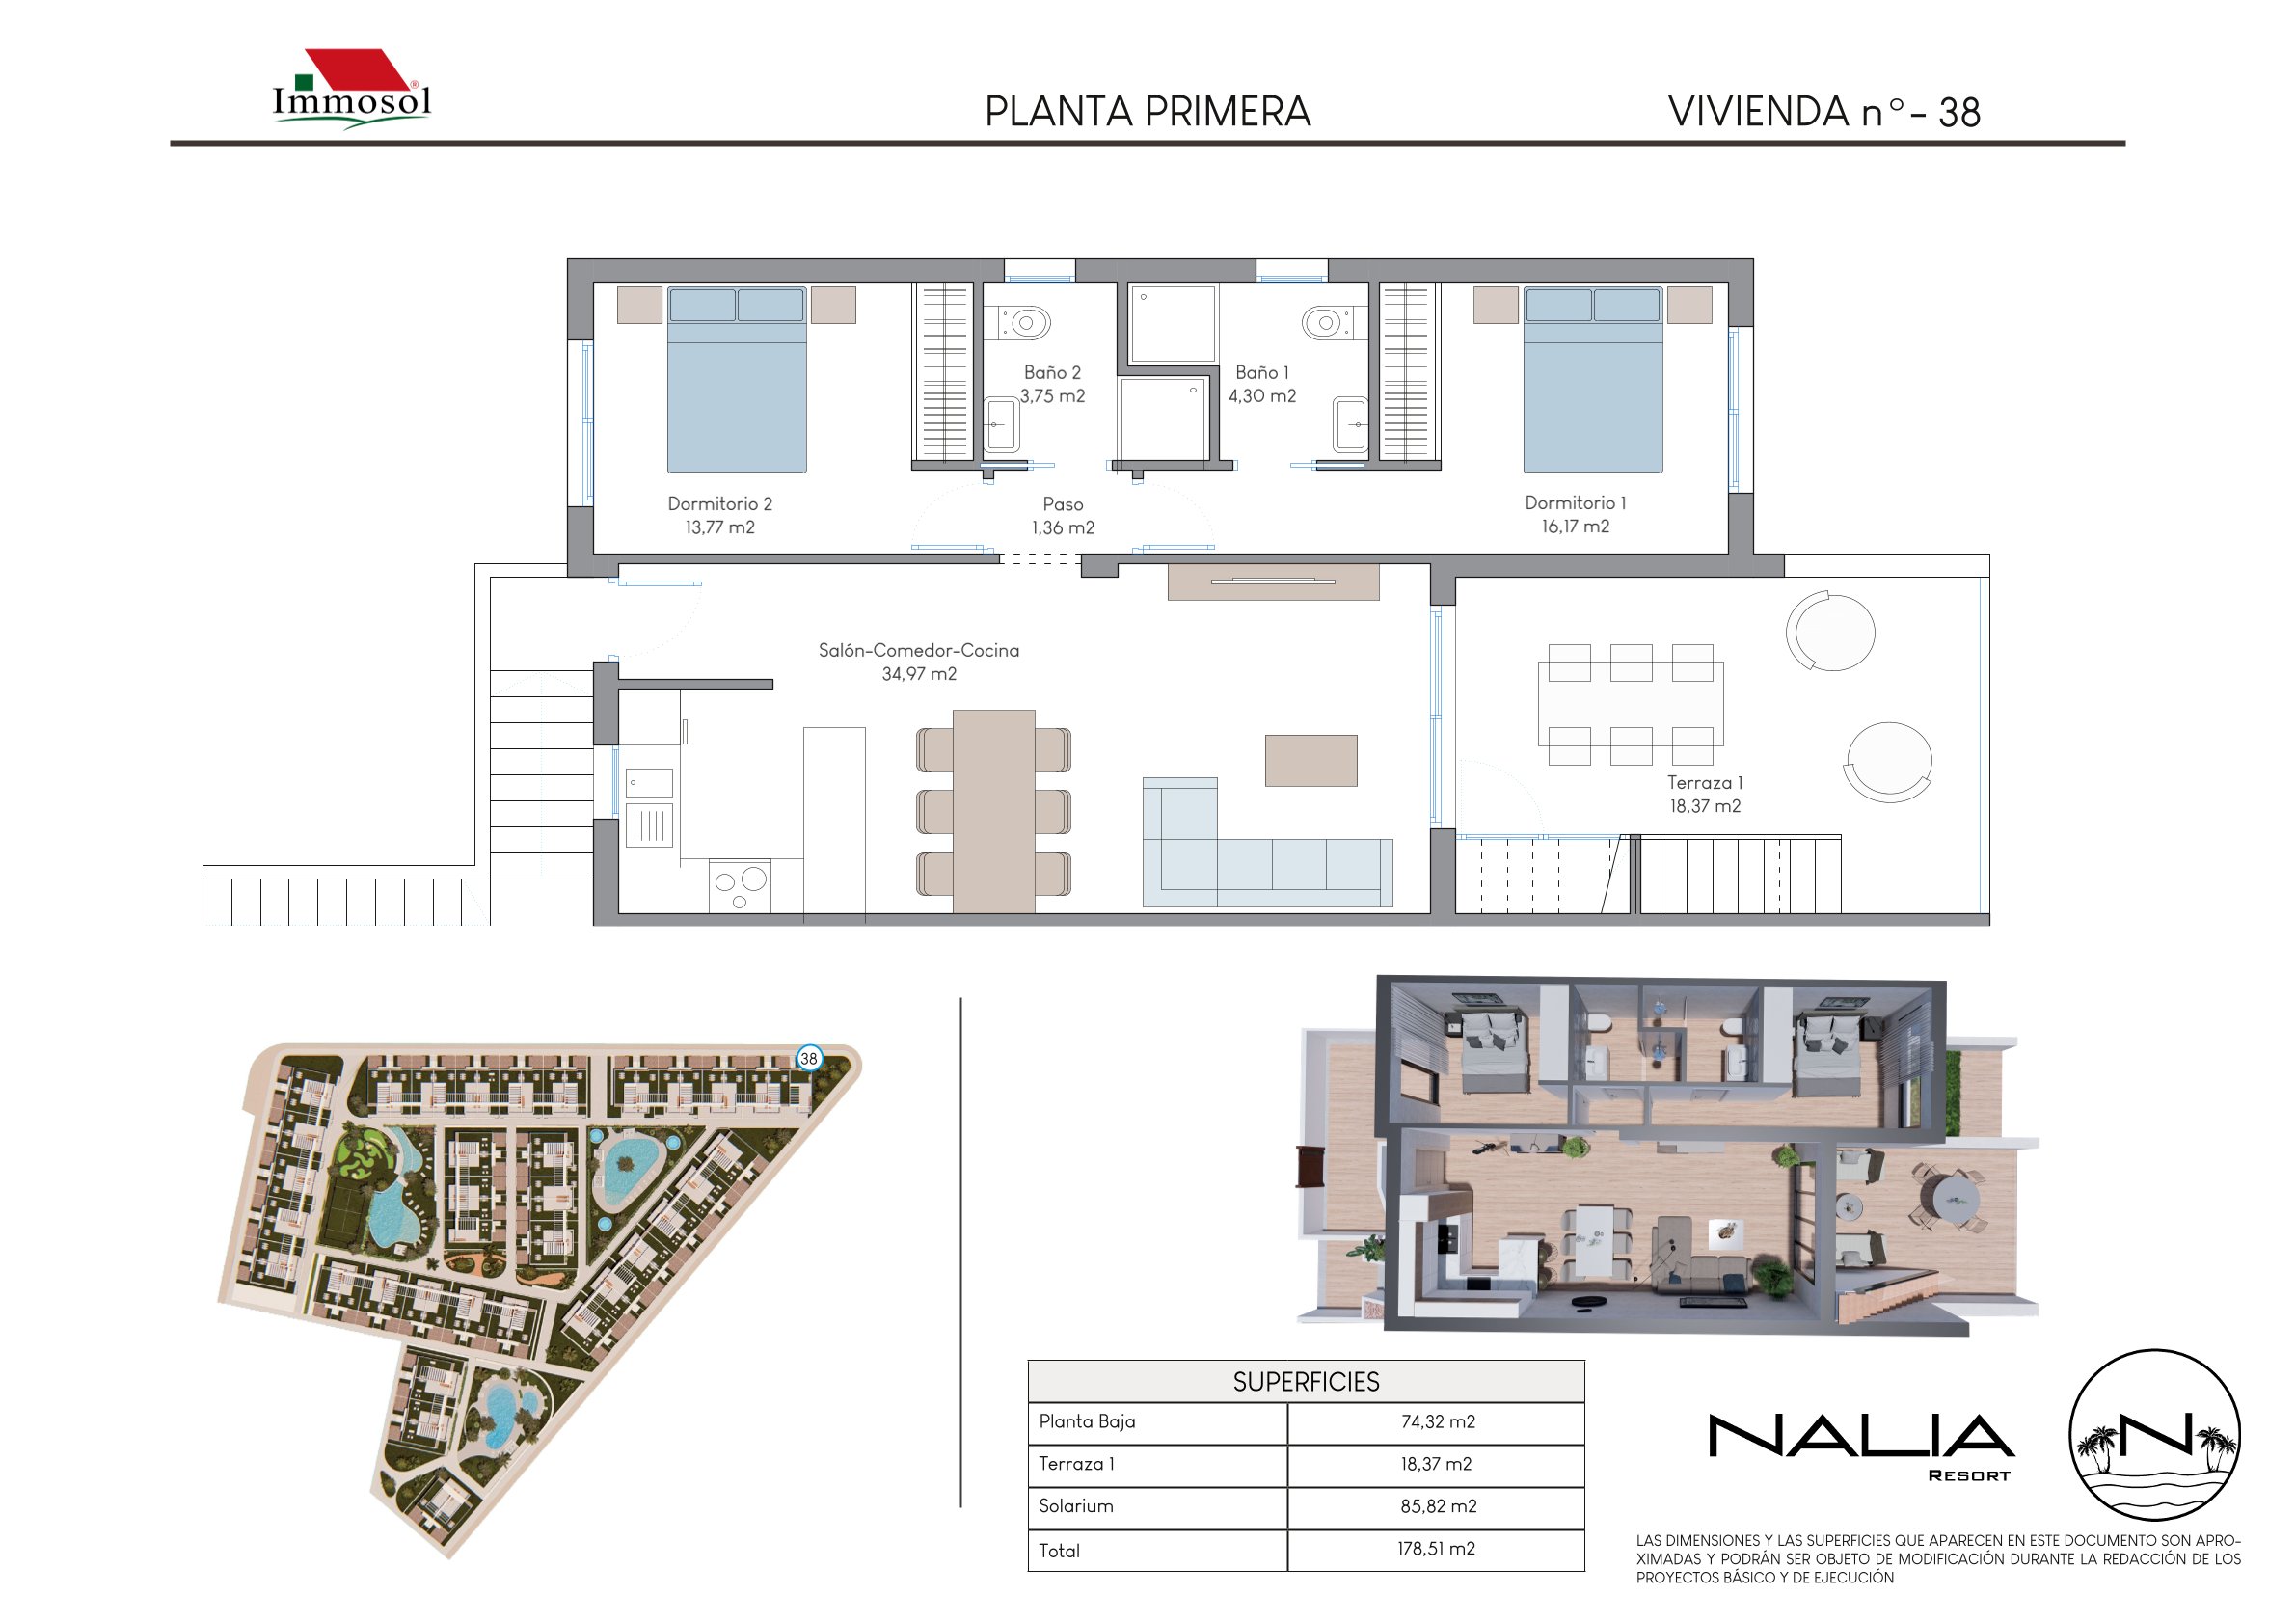 Immosol®
PLANTA PRIMERA
VIVIENDA nº- 38
Baño 2
3,75 m2
Baño 1
4,30 m2
Dormitorio 2
13,77 m2
Paso
1,36 m2
Dormitorio 1
16,17 m2
Salón-Comedor-Cocina
34,97 m2
Terraza 1
18,37 m2
38
SUPERFICIES
Planta Baja 74,32 m2
Terraza 1 18,37 m2
Solarium 85,82 m2
Total 178,51 m2
NALIA
RESORT
N
LAS DIMENSIONES Y LAS SUPERFICIES QUE APARECEN EN ESTE DOCUMENTO SON APRO-
XIMADAS Y PODRÁN SER OBJETO DE MODIFICACIÓN DURANTE LA REDACCIÓN DE LOS
PROYECTOS BÁSICO Y DE EJECUCIÓN